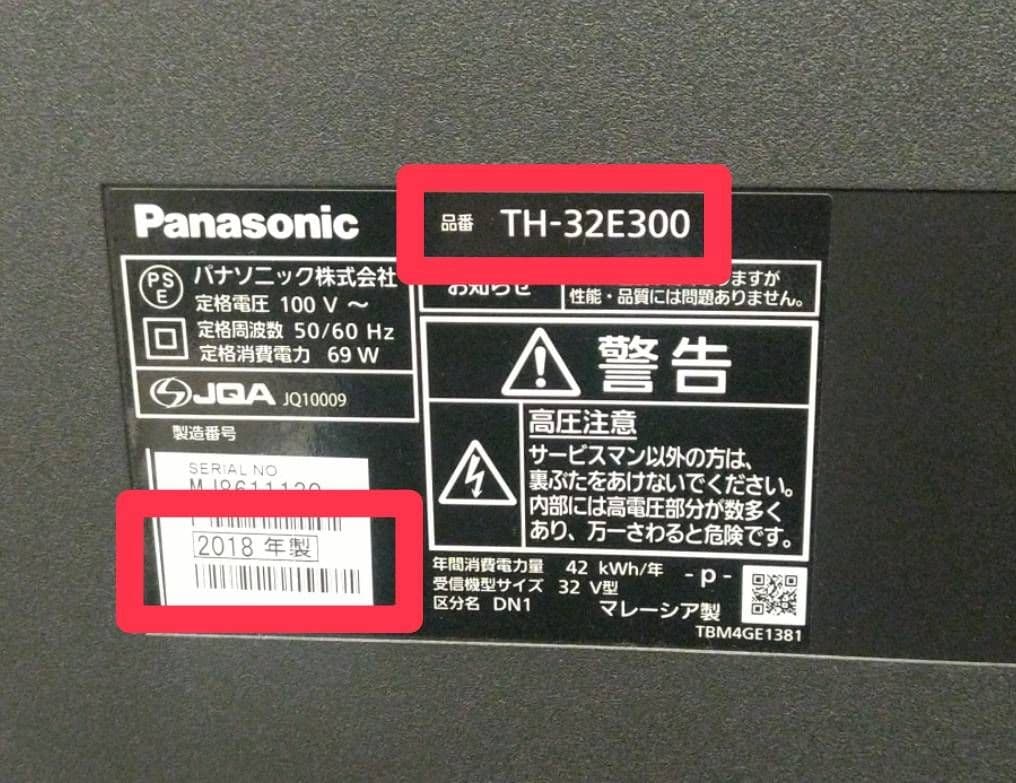 Panasonic
品番 TH-32E300
PS
E
パナソニック株式会社
定格電圧 100 V ～
定格周波数 50/60 Hz
定格消費電力 69 W
JQA JQ10009
お知らせ
ますが
性能・品質には問題ありません。
警告
高圧注意
サービスマン以外の方は、
裏ぶたをあけないでください。
内部には高電圧部分が数多く
あり、万一さわると危険です。
製造番号
SERIAL NO
2018 年製
年間消費電力量 42 kWh/年
受信機型サイズ 32 V型
区分名 DN1
-p-
マレーシア製
TBM4GE1381